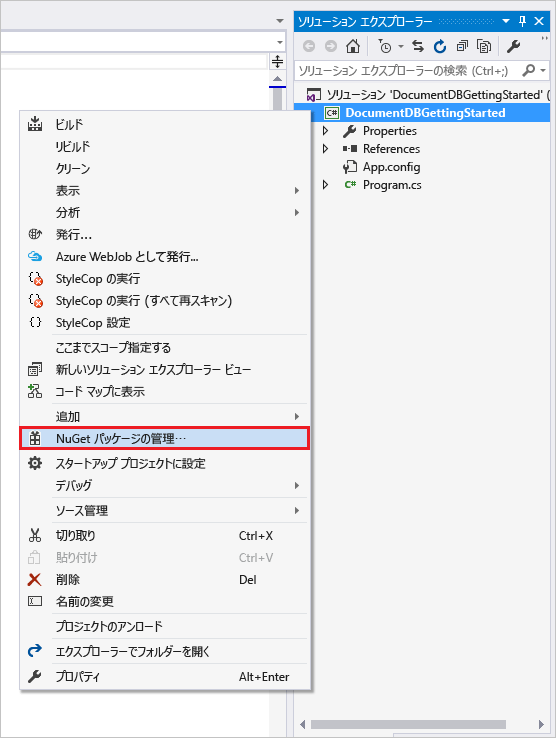 ソリューション エクスプローラー
ソリューション エクスプローラーの検索 (Ctrl+;)
ソリューション 'DocumentDBGettingStarted' (
C# DocumentDBGettingStarted
Properties
References
App.config
C# Program.cs
ビルド
リビルド
クリーン
表示
分析
発行...
Azure WebJob として発行...
StyleCop の実行
StyleCop の実行 (すべて再スキャン)
StyleCop 設定
ここまでスコープ指定する
新しいソリューション エクスプローラー ビュー
コード マップに表示
追加
NuGet パッケージの管理...
スタートアップ プロジェクトに設定
デバッグ
ソース管理
切り取り Ctrl+X
貼り付け Ctrl+V
削除 Del
名前の変更
プロジェクトのアンロード
エクスプローラーでフォルダーを開く
プロパティ Alt+Enter